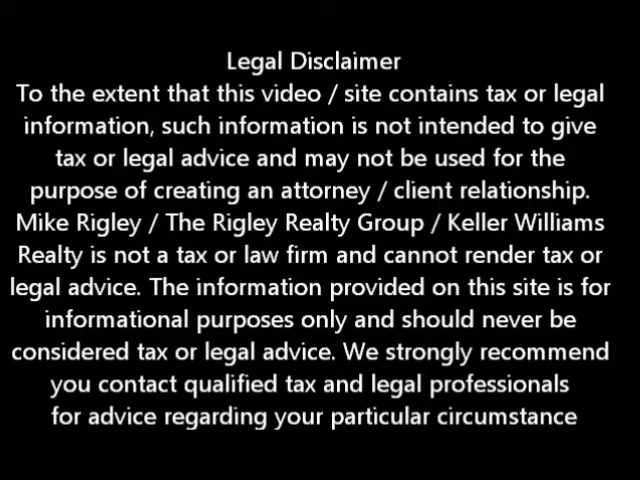 Legal Disclaimer
To the extent that this video / site contains tax or legal
information, such information is not intended to give
tax or legal advice and may not be used for the
purpose of creating an attorney / client relationship.
Mike Rigley / The Rigley Realty Group / Keller Williams
Realty is not a tax or law firm and cannot render tax or
legal advice. The information provided on this site is for
informational purposes only and should never be
considered tax or legal advice. We strongly recommend
you contact qualified tax and legal professionals
for advice regarding your particular circumstance